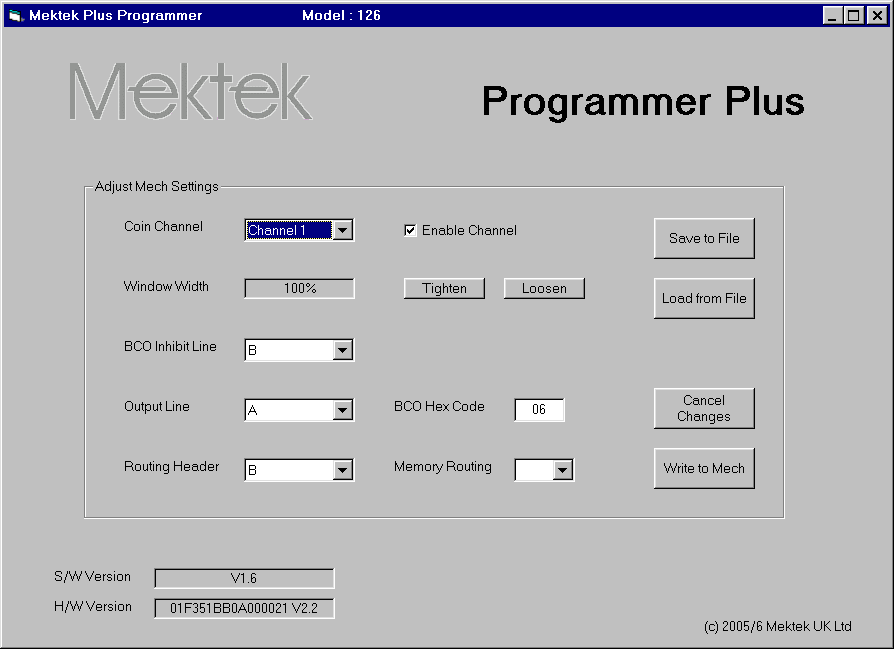 Mektek Plus Programmer Model : 126
Mektek
Programmer Plus
Adjust Mech Settings
Coin Channel Channel 1 Enable Channel Save to File
Window Width 100% Tighten Loosen Load from File
BCO Inhibit Line B
Output Line A BCO Hex Code 06 Cancel
Changes
Routing Header B Memory Routing Write to Mech
S/W Version V1.6
H/W Version 01F351BB0A000021 V2.2
(c) 2005/6 Mektek UK Ltd